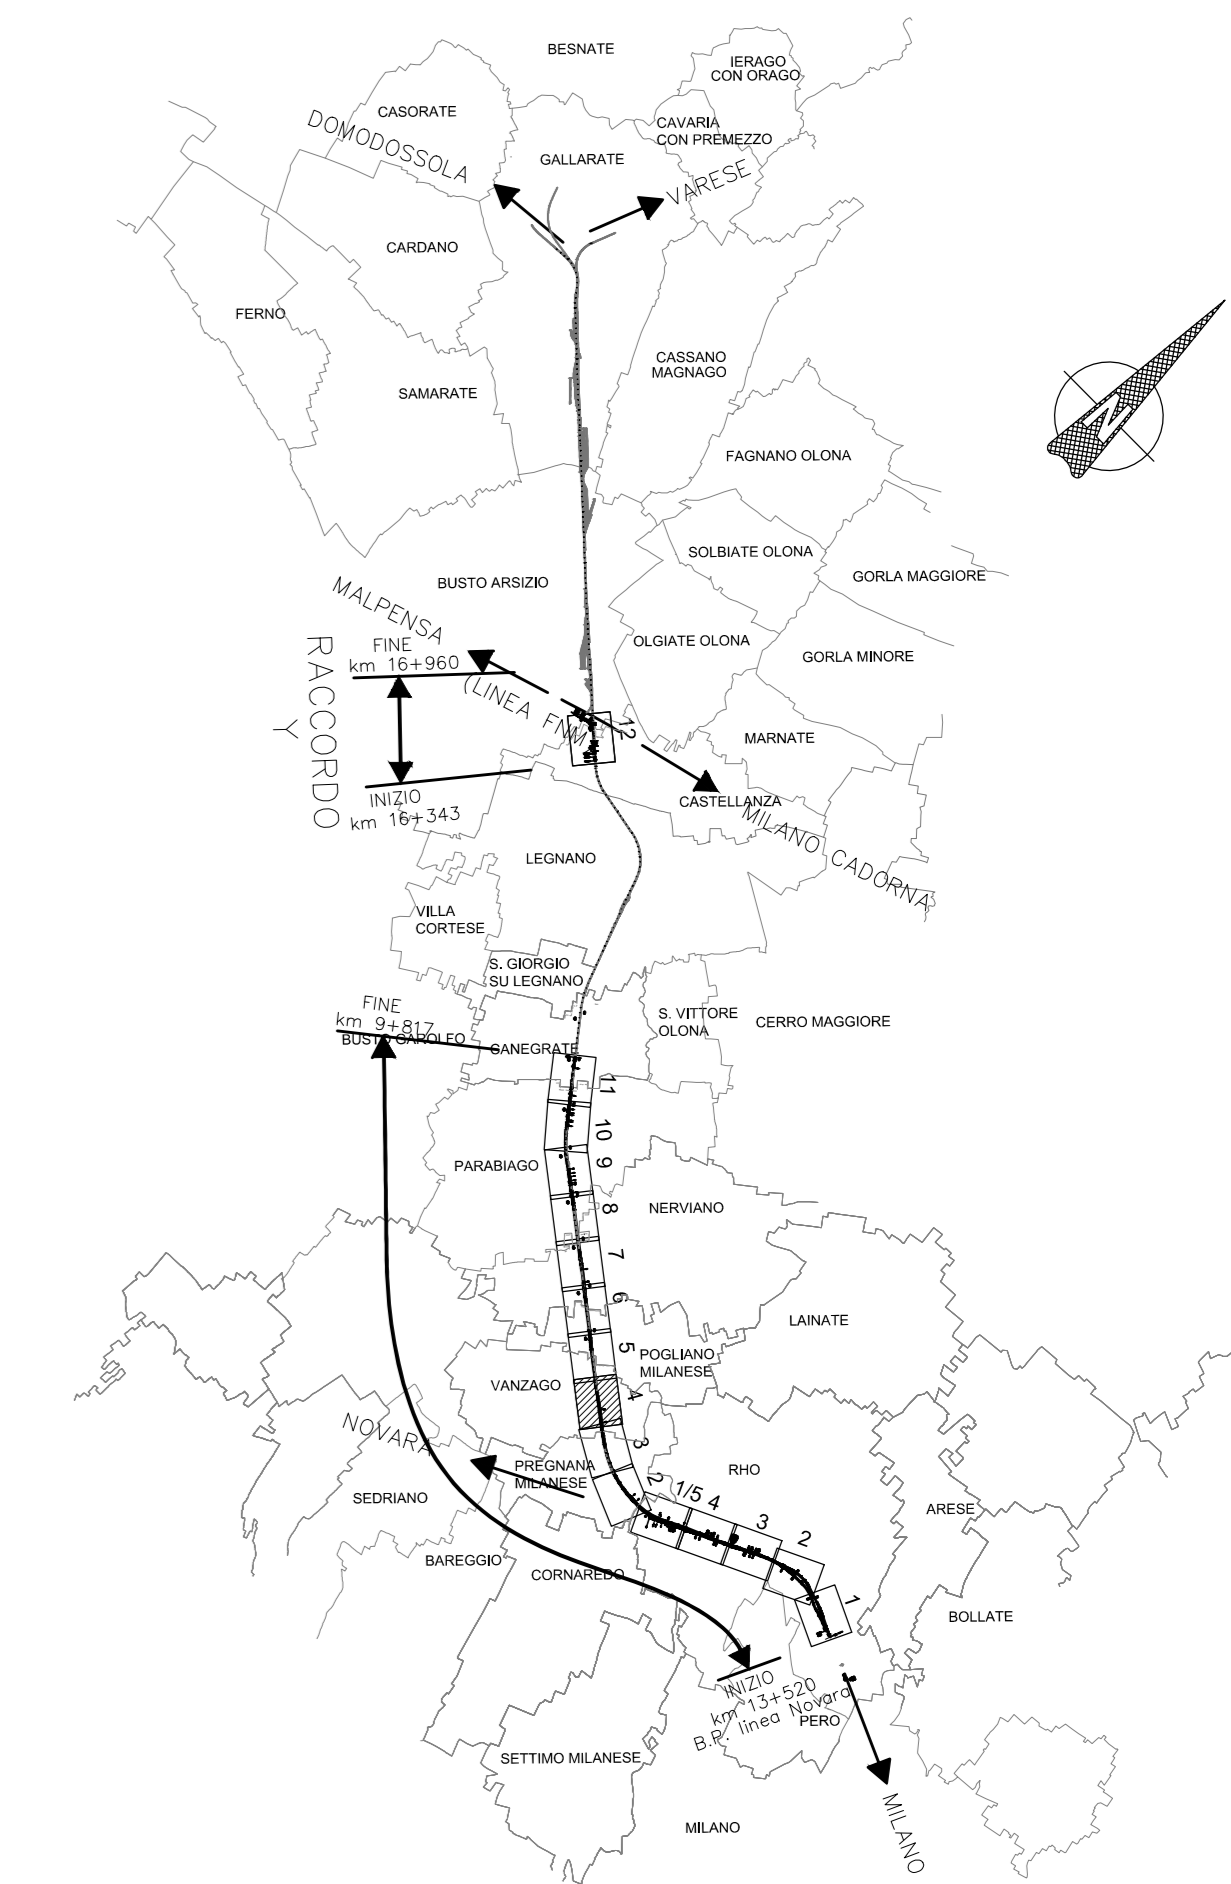 BESNATE
IERAGO
CON ORAGO
CASORATE
DOMODOSSOLA
CAVARIA
CON PREMEZZO
GALLARATE
VARESE
CARDANO
FERNO
CASSANO
MAGNAGO
SAMARATE
N
FAGNANO OLONA
SOLBIATE OLONA
GORLA MAGGIORE
BUSTO ARSIZIO
MALPENSA
OLGIATE OLONA
GORLA MINORE
FINE
km 16+960
RACCORDO
Y
(LINEA FNM
12
MARNATE
CASTELLANZA
INIZIO
km 16+343
MILANO CADORNA
LEGNANO
VILLA
CORTESE
S. GIORGIO
SU LEGNANO
FINE
km 9+817
BUSTO GAROLFO
CANEGRATE
S. VITTORE
OLONA
CERRO MAGGIORE
11
10
PARABIAGO
9
8
NERVIANO
7
6
LAINATE
5
POGLIANO
MILANESE
VANZAGO
4
NOVARA
3
PREGNANA
MILANESE
2
RHO
SEDRIANO
1/5
4
3
2
1
ARESE
BAREGGIO
CORNAREDO
BOLLATE
INIZIO
km 13+520
B.P. linea Novara
PERO
SETTIMO MILANESE
MILANO
MILANO